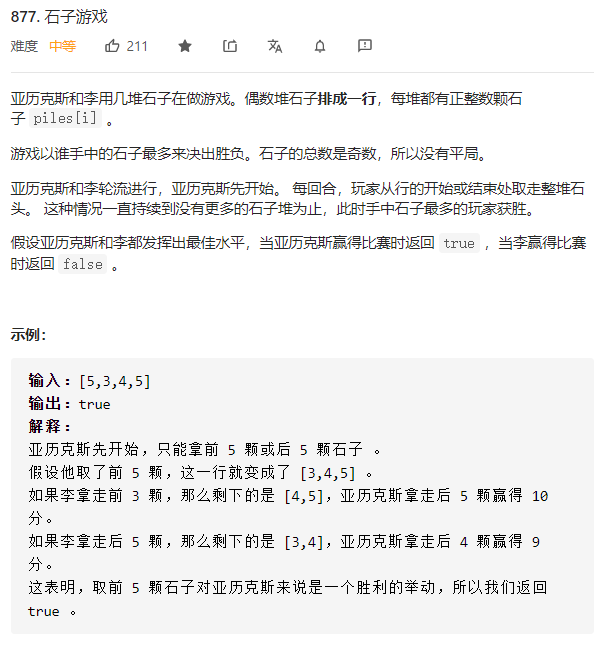 877. 石子游戏
难度 中等 211
亚历克斯和李用几堆石子在做游戏。偶数堆石子排成一行，每堆都有正整数颗石
子 piles[i] 。
游戏以谁手中的石子最多来决出胜负。石子的总数是奇数，所以没有平局。
亚历克斯和李轮流进行，亚历克斯先开始。 每回合，玩家从行的开始或结束处取走整堆石
头。 这种情况一直持续到没有更多的石子堆为止，此时手中石子最多的玩家获胜。
假设亚历克斯和李都发挥出最佳水平，当亚历克斯赢得比赛时返回 true ，当李赢得比赛
时返回 false 。
示例：
输入：[5,3,4,5]
输出：true
解释：
亚历克斯先开始，只能拿前 5 颗或后 5 颗石子 。
假设他取了前 5 颗，这一行就变成了 [3,4,5] 。
如果李拿走前 3 颗，那么剩下的是 [4,5]，亚历克斯拿走后 5 颗赢得 10
分。
如果李拿走后 5 颗，那么剩下的是 [3,4]，亚历克斯拿走后 4 颗赢得 9
分。
这表明，取前 5 颗石子对亚历克斯来说是一个胜利的举动，所以我们返回
true 。